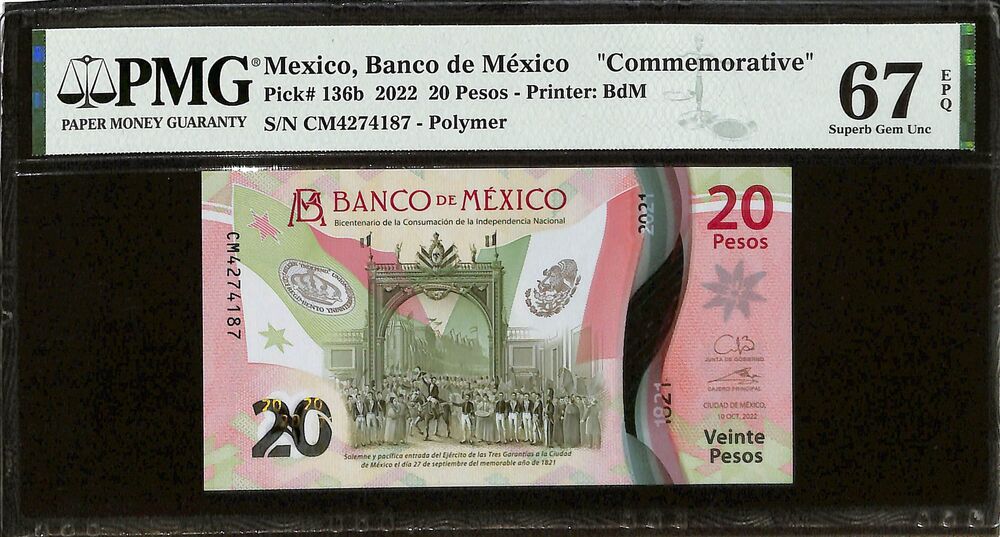 PMG®
PAPER MONEY GUARANTY
Mexico, Banco de México "Commemorative"
Pick# 136b 2022 20 Pesos - Printer: BdM
S/N CM4274187 - Polymer
67
EPQ
Superb Gem Unc
BM BANCO DE MÉXICO
Bicentenario de la Consumación de la Independencia Nacional
CM4274187
2021
1821
20
Pesos
JUNTA DE GOBIERNO
CAJERO PRINCIPAL
CIUDAD DE MÉXICO,
10 OCT. 2022
Veinte
Pesos
20 20
20
Solemne y pacífica entrada del Ejército de las Tres Garantías a la Ciudad
de México el día 27 de septiembre del memorable año de 1821